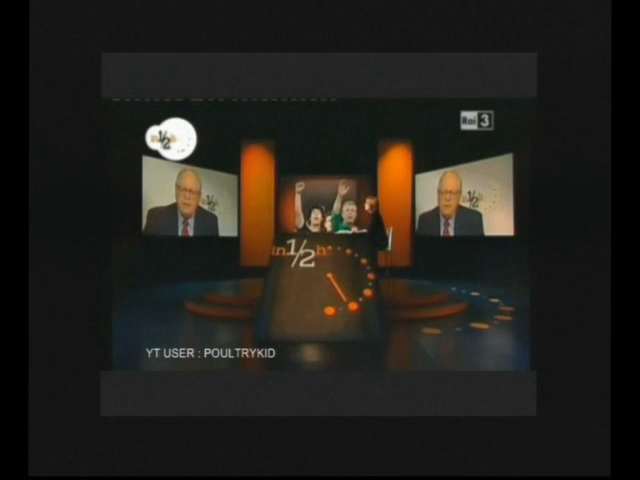 in 1/2 h
Rai 3
in 1/2 h
YT USER : POULTRYKID